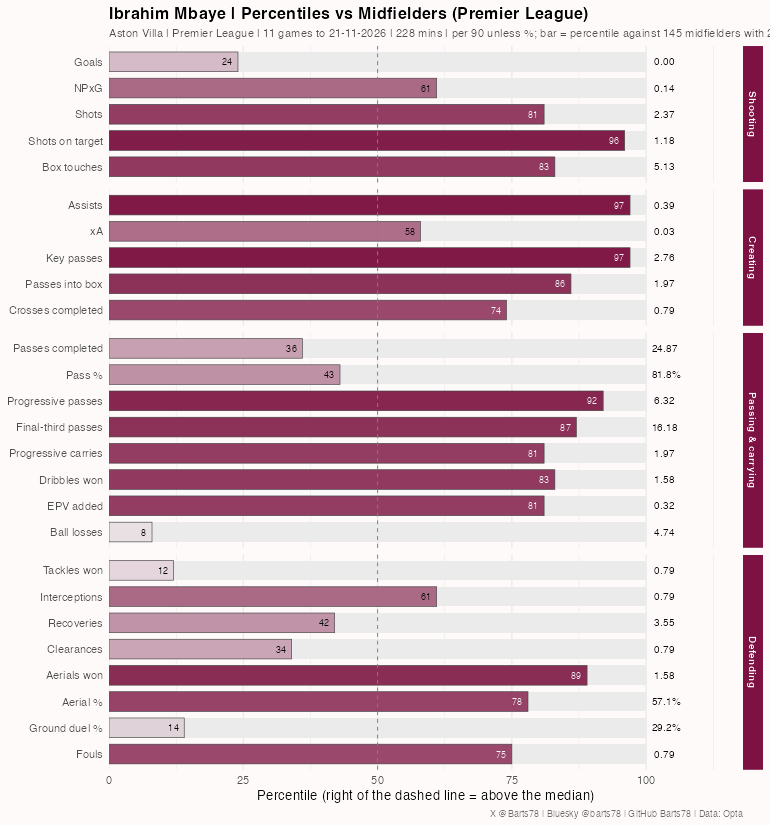 Ibrahim Mbaye | Percentiles vs Midfielders (Premier League)
Aston Villa | Premier League | 11 games to 21-11-2026 | 228 mins | per 90 unless %; bar = percentile against 145 midfielders with 2
Goals 24 0.00
NPxG 61 0.14
Shots 81 2.37
Shots on target 96 1.18
Box touches 83 5.13
Shooting
Assists 97 0.39
xA 58 0.03
Key passes 97 2.76
Passes into box 86 1.97
Crosses completed 74 0.79
Creating
Passes completed 36 24.87
Pass % 43 81.8%
Progressive passes 92 6.32
Final-third passes 87 16.18
Progressive carries 81 1.97
Dribbles won 83 1.58
EPV added 81 0.32
Ball losses 8 4.74
Passing & carrying
Tackles won 12 0.79
Interceptions 61 0.79
Recoveries 42 3.55
Clearances 34 0.79
Aerials won 89 1.58
Aerial % 78 57.1%
Ground duel % 14 29.2%
Fouls 75 0.79
Defending
0 25 50 75 100
Percentile (right of the dashed line = above the median)
X @Barts78 | Bluesky @barts78 | GitHub Barts78 | Data: Opta